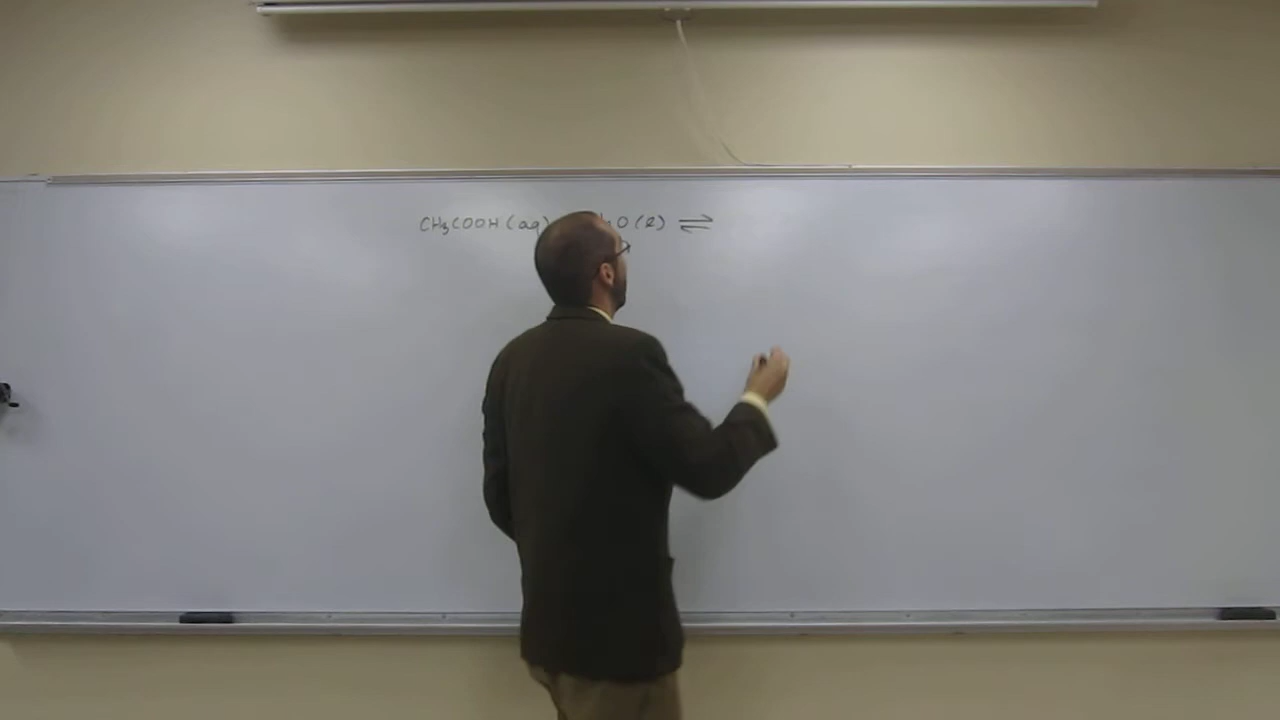 CH₃COOH (aq) O (l) ⇌